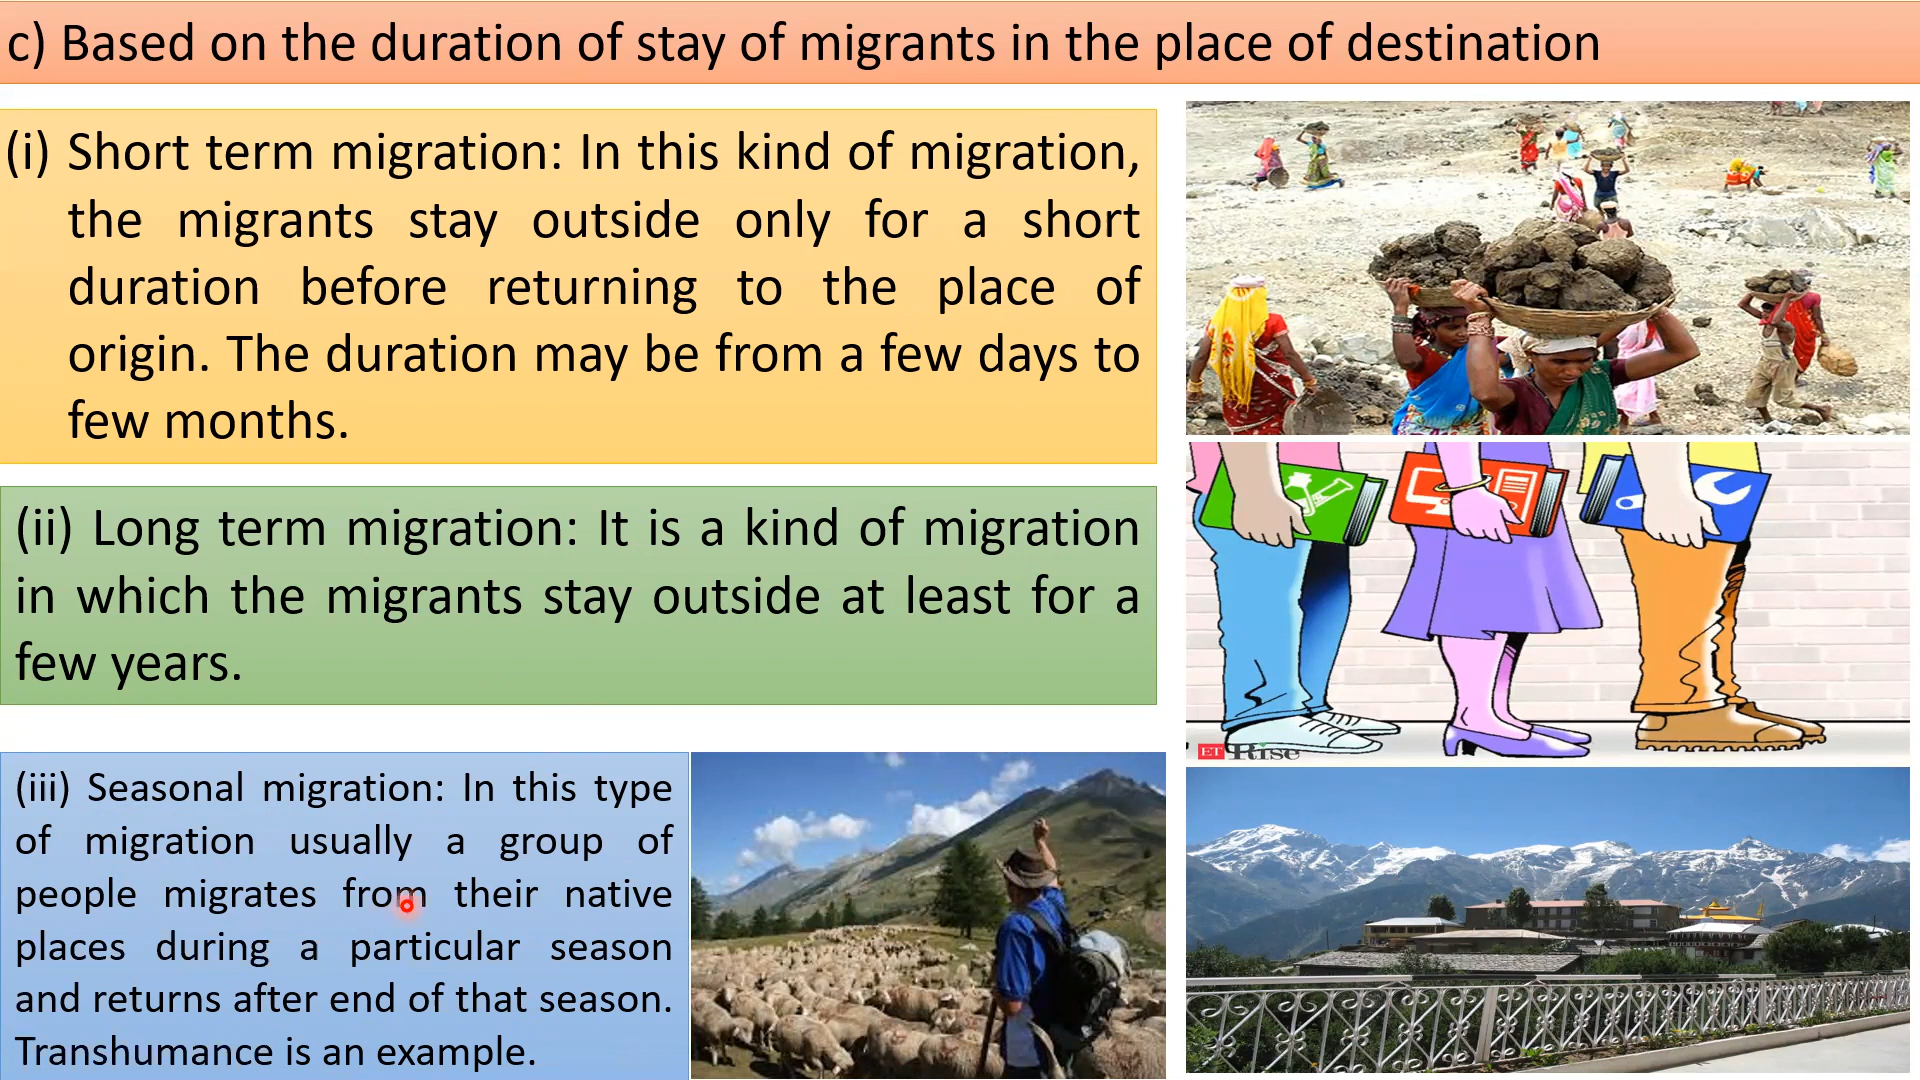 c) Based on the duration of stay of migrants in the place of destination
(i) Short term migration: In this kind of migration,
the migrants stay outside only for a short
duration before returning to the place of
origin. The duration may be from a few days to
few months.
(ii) Long term migration: It is a kind of migration
in which the migrants stay outside at least for a
few years.
ET Rise
(iii) Seasonal migration: In this type
of migration usually a group of
people migrates from their native
places during a particular season
and returns after end of that season.
Transhumance is an example.